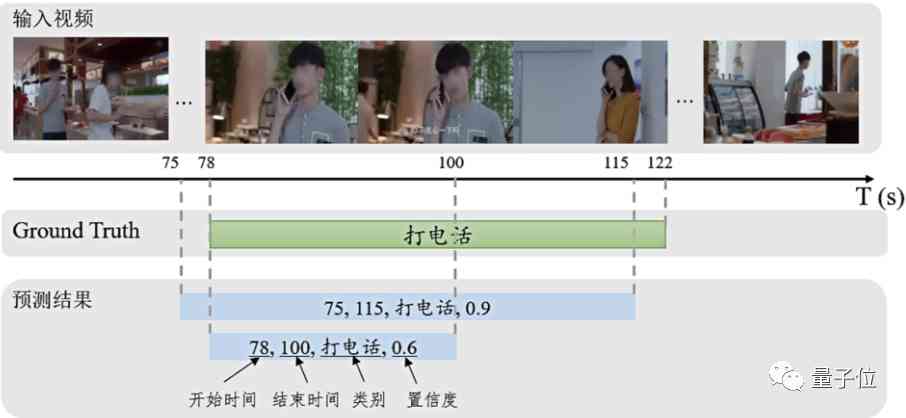 输入视频
...
...
75 78 100 115 122
T (s)
Ground Truth
打电话
预测结果
75, 115, 打电话, 0.9
78, 100, 打电话, 0.6
开始时间 结束时间 类别 置信度
量子位